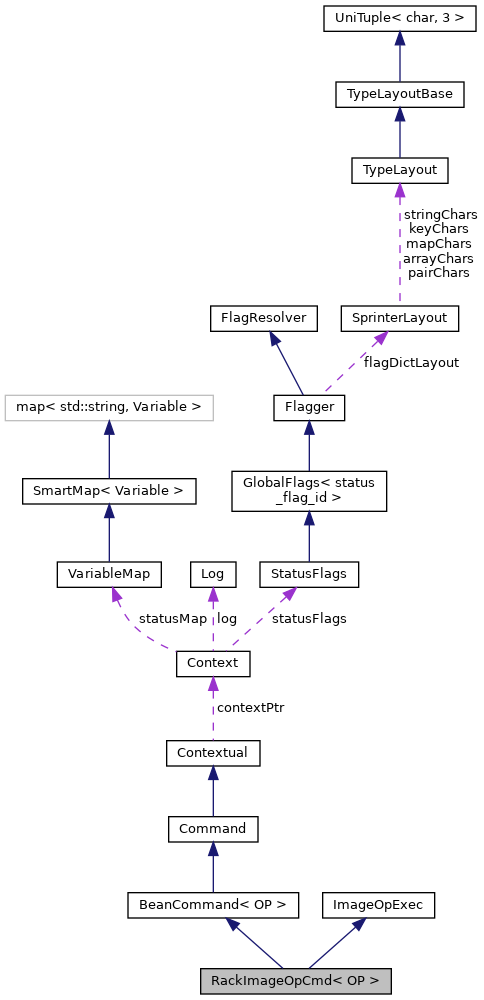 UniTuple< char, 3 >
TypeLayoutBase
TypeLayout
stringChars
keyChars
mapChars
arrayChars
pairChars
FlagResolver
SprinterLayout
flagDictLayout
map< std::string, Variable >
Flagger
SmartMap< Variable >
GlobalFlags< status
_flag_id >
VariableMap
Log
StatusFlags
statusMap
log
statusFlags
Context
contextPtr
Contextual
Command
BeanCommand< OP >
ImageOpExec
RackImageOpCmd< OP >